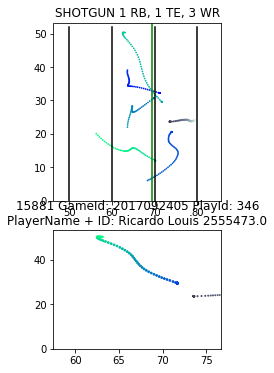 SHOTGUN 1 RB, 1 TE, 3 WR
50
40
30
20
10
0
50 60 70 80
15881 GameId: 2017092405 PlayId: 346
PlayerName + ID: Ricardo Louis 2555473.0
40
20
0
60 65 70 75